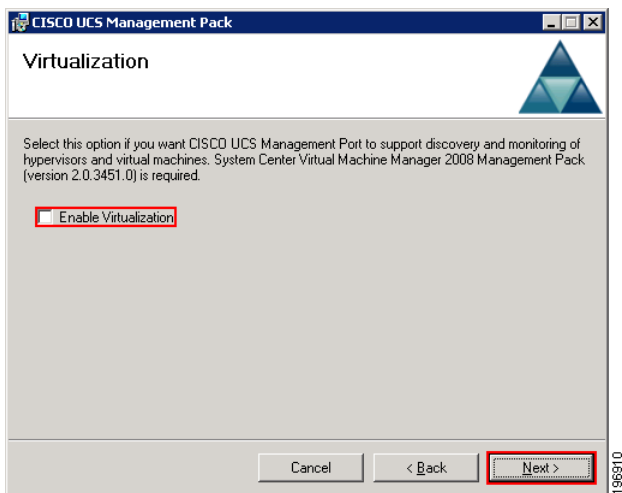 CISCO UCS Management Pack
Virtualization
Select this option if you want CISCO UCS Management Port to support discovery and monitoring of
hypervisors and virtual machines. System Center Virtual Machine Manager 2008 Management Pack
(version 2.0.3451.0) is required.
Enable Virtualization
Cancel
< Back
Next >
196910